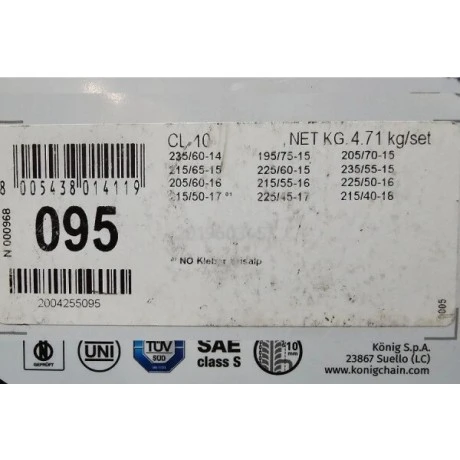 CL 10 NET KG. 4.71 kg/set
235/60-14 195/75-15 205/70-15
215/65-15 225/60-15 235/55-15
205/60-16 215/55-16 225/50-16
215/50-17 225/45-17 215/40-18
8 005438 014119
N 000968
095
NO Kleber
2004255095
UNI
TÜV
SÜD
SAE
class S
10
mm
König S.p.A.
23867 Suello (LC)
www.konigchain.com